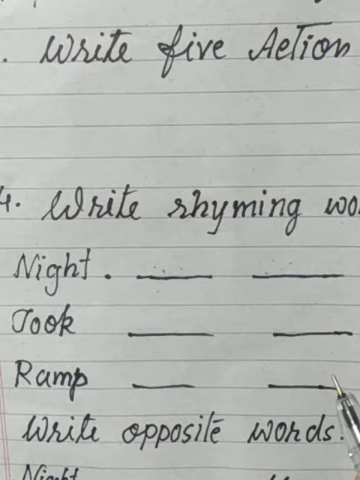 . Write five Action
4. Write rhyming wo
Night. ____ ____
Took ____ ____
Ramp ____ ____
Write opposite words.
Night